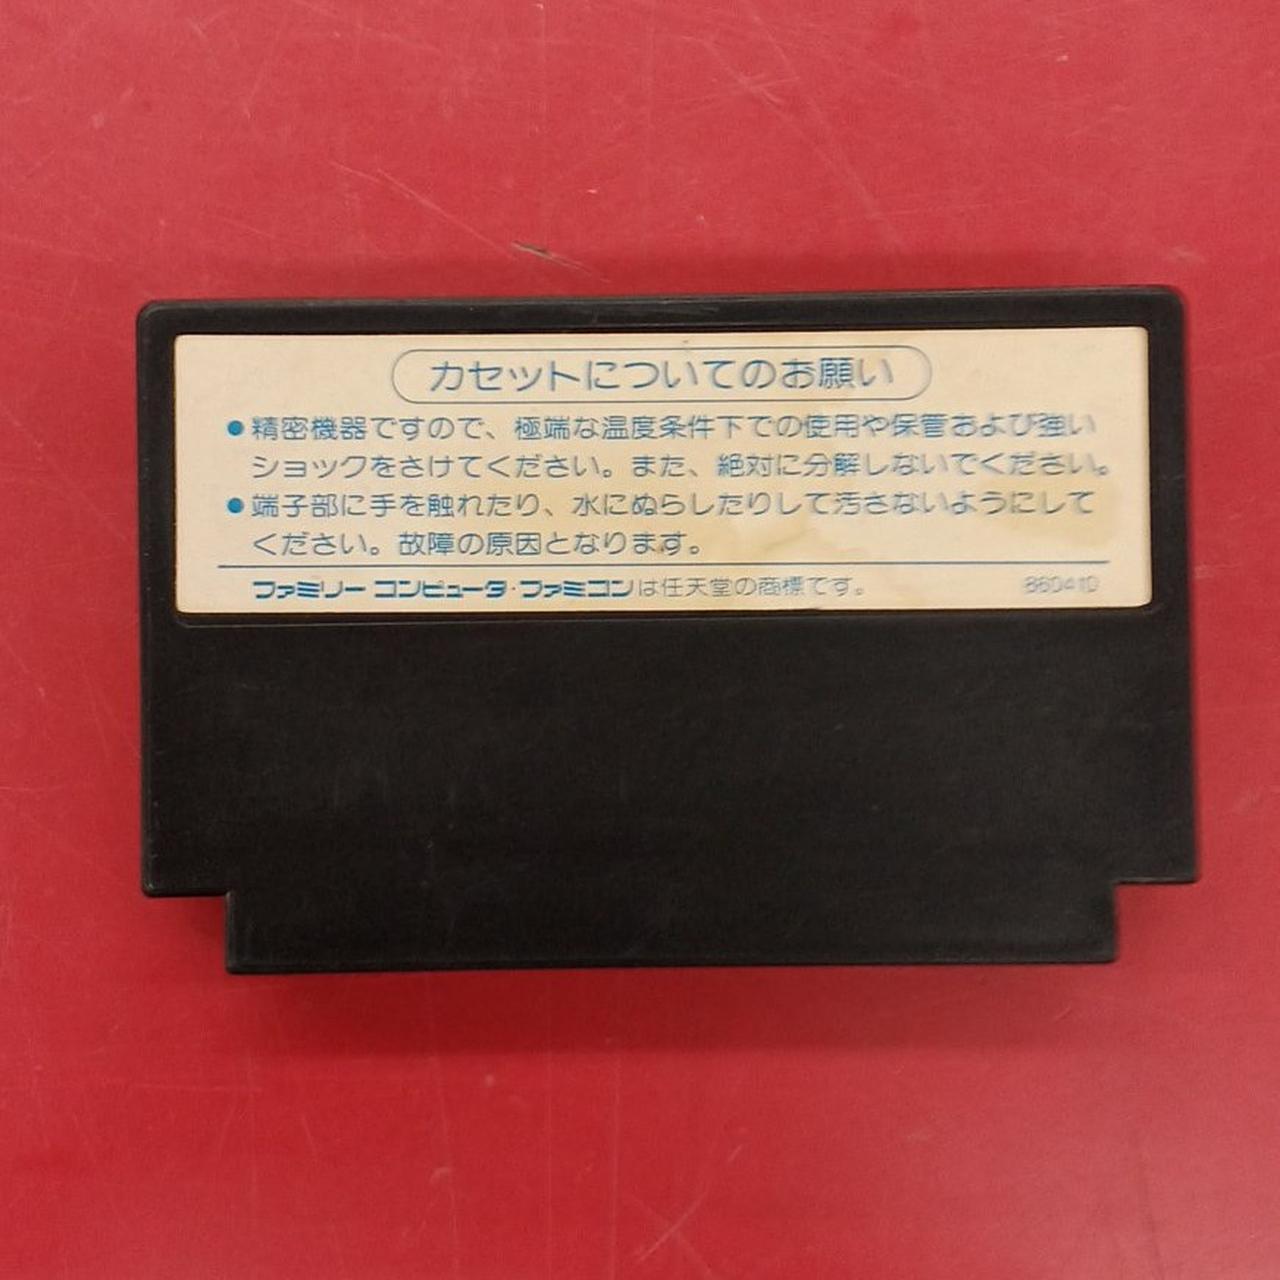 カセットについてのお願い
●精密機器ですので、極端な温度条件下での使用や保管および強い
ショックをさけてください。また、絶対に分解しないでください。
●端子部に手を触れたり、水にぬらしたりして汚さないようにして
ください。故障の原因となります。
ファミリーコンピュータ・ファミコンは任天堂の商標です。 860410